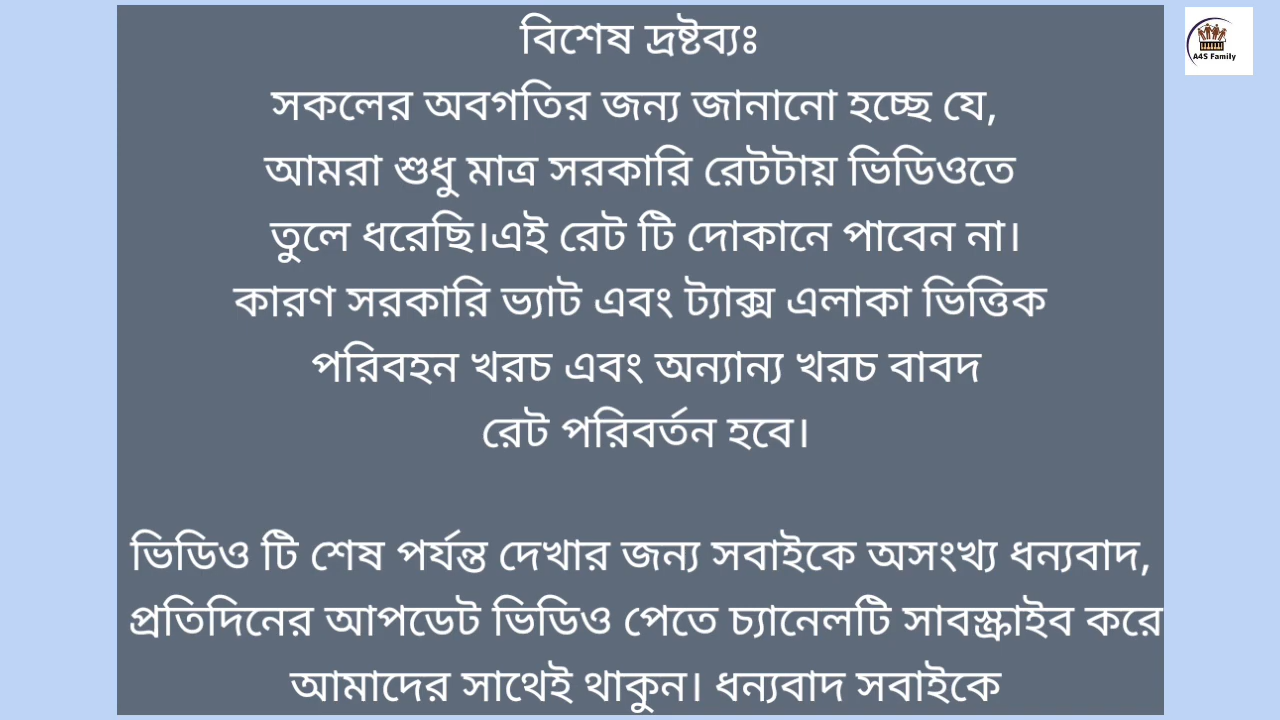 বিশেষ দ্রষ্টব্যঃ
সকলের অবগতির জন্য জানানো হচ্ছে যে,
আমরা শুধু মাত্র সরকারি রেটটায় ভিডিওতে
তুলে ধরেছি।এই রেট টি দোকানে পাবেন না।
কারণ সরকারি ভ্যাট এবং ট্যাক্স এলাকা ভিত্তিক
পরিবহন খরচ এবং অন্যান্য খরচ বাবদ
রেট পরিবর্তন হবে।
ভিডিও টি শেষ পর্যন্ত দেখার জন্য সবাইকে অসংখ্য ধন্যবাদ,
প্রতিদিনের আপডেট ভিডিও পেতে চ্যানেলটি সাবস্ক্রাইব করে
আমাদের সাথেই থাকুন। ধন্যবাদ সবাইকে
A4S Family